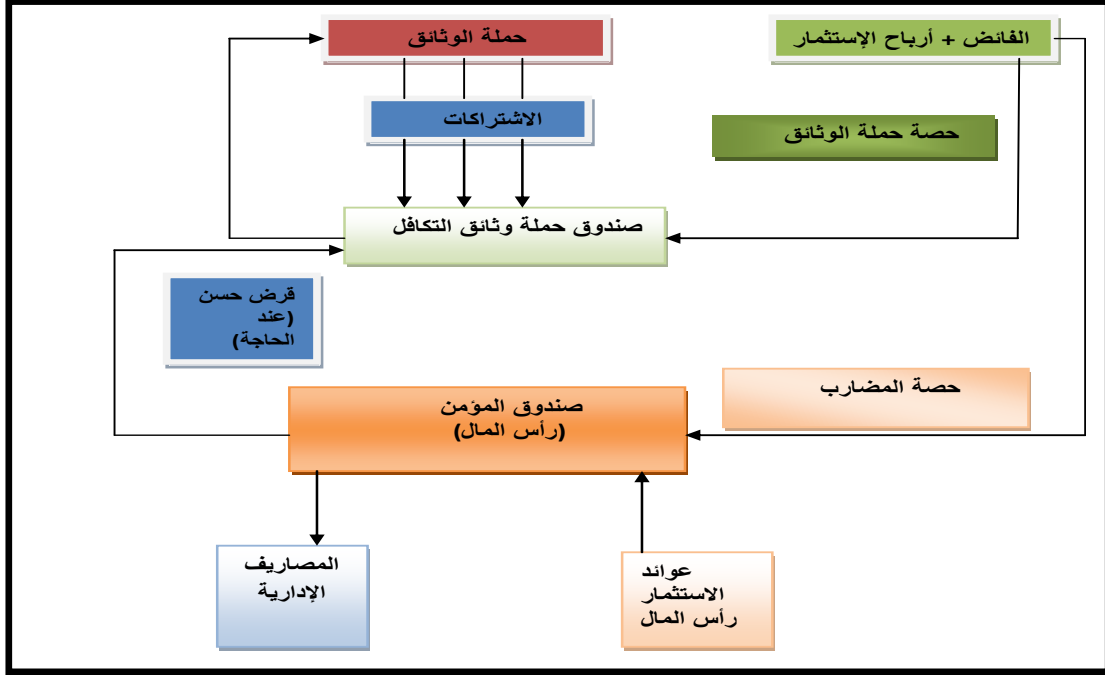 حملة الوثائق
الفائض + أرباح الإستثمار
الاشتراكات
حصة حملة الوثائق
صندوق حملة وثائق التكافل
قرض حسن
(عند
الحاجة)
حصة المضارب
صندوق المؤمن
(رأس المال)
المصاريف
الإدارية
عوائد
الاستثمار
رأس المال